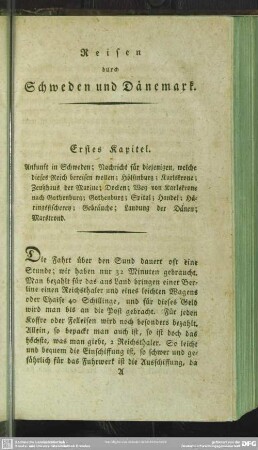 Reisen
durch
Schweden und Dänemark.
Erstes Kapitel.
Ankunft in Schweden; Nachricht für diejenigen, welche
dieses Reich bereisen wollen; Karlskrone;
Zeughaus der Marine; Orden; Weg von Karlskrone
nach Gothenburg; Gothenburg; Spital; Handel; Hä-
ringsfischerey; Gebräuche; Landung der Dänen;
Marstrand.
Die Fahrt über den Sund dauert oft eine
Stunde; wir haben nur 32 Minuten gebraucht.
Man bezahlt für das ans Land bringen einer Ber-
line einen Reichsthaler und eines leichten Wagens
oder Chaise 40 Schillinge, und für dieses Geld
wird man bis an die Post gebracht. Für jeden
Koffre oder Felleisen wird noch besonders bezahlt.
Allein, so bepackt man auch ist, so ist doch das
höchste, was man giebt, 2 Reichsthaler. So leicht
und bequem die Einschiffung ist, so schwer und ge-
fährlich für das Fuhrwerk ist die Ausschiffung, da
A
DFG